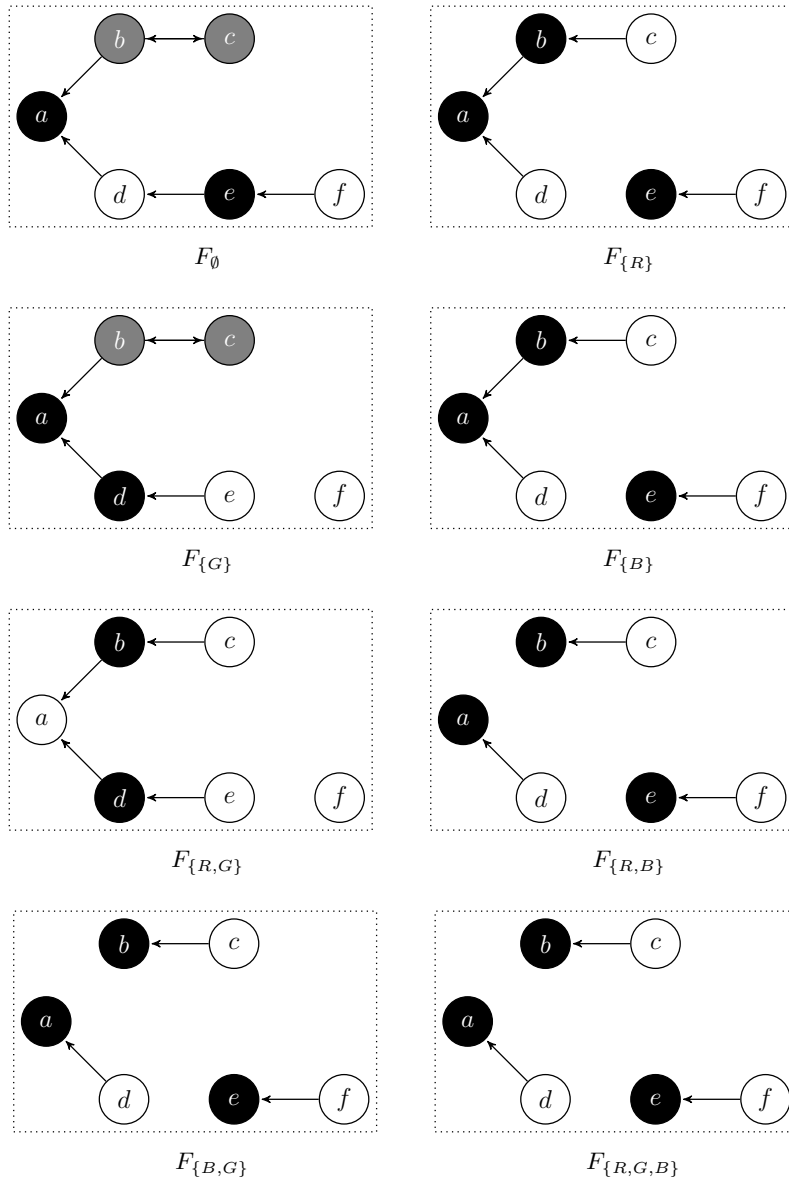 b c
a
d e f
F_∅
b c
a
d e f
F_{R}
b c
a
d e f
F_{G}
b c
a
d e f
F_{B}
b c
a
d e f
F_{R,G}
b c
a
d e f
F_{R,B}
b c
a
d e f
F_{B,G}
b c
a
d e f
F_{R,G,B}